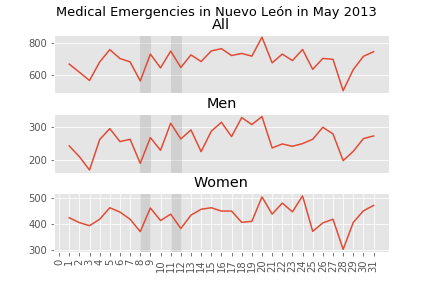 Medical Emergencies in Nuevo León in May 2013
All
800
600
Men
300
200
Women
500
400
300
0 1 2 3 4 5 6 7 8 9 10 11 12 13 14 15 16 17 18 19 20 21 22 23 24 25 26 27 28 29 30 31